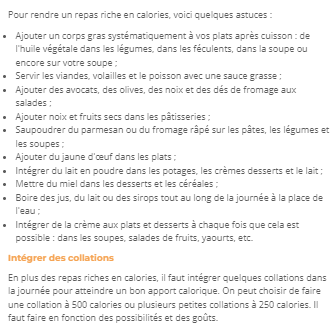 Pour rendre un repas riche en calories, voici quelques astuces :
• Ajouter un corps gras systématiquement à vos plats après cuisson : de
l'huile végétale dans les légumes, dans les féculents, dans la soupe ou
encore sur votre soupe ;
• Servir les viandes, volailles et le poisson avec une sauce grasse ;
• Ajouter des avocats, des olives, des noix et des dés de fromage aux
salades ;
• Ajouter noix et fruits secs dans les pâtisseries ;
• Saupoudrer du parmesan ou du fromage râpé sur les pâtes, les légumes et
les soupes ;
• Ajouter du jaune d'œuf dans les plats ;
• Intégrer du lait en poudre dans les potages, les crèmes desserts et le lait ;
• Mettre du miel dans les desserts et les céréales ;
• Boire des jus, du lait ou des sirops tout au long de la journée à la place de
l'eau ;
• Intégrer de la crème aux plats et desserts à chaque fois que cela est
possible : dans les soupes, salades de fruits, yaourts, etc.
Intégrer des collations
En plus des repas riches en calories, il faut intégrer quelques collations dans
la journée pour atteindre un bon apport calorique. On peut choisir de faire
une collation à 500 calories ou plusieurs petites collations à 250 calories. Il
faut faire en fonction des possibilités et des goûts.